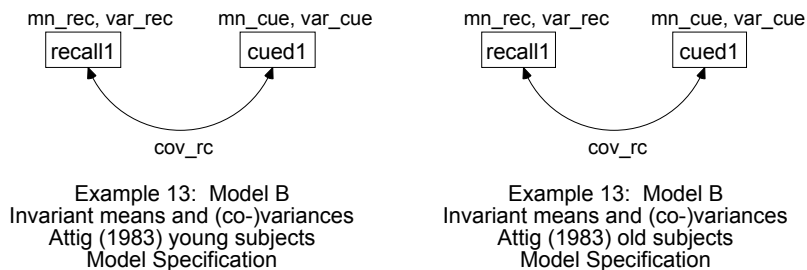 mn_rec, var_rec
mn_cue, var_cue
recall1
cued1
cov_rc
Example 13: Model B
Invariant means and (co-)variances
Attig (1983) young subjects
Model Specification
mn_rec, var_rec
mn_cue, var_cue
recall1
cued1
cov_rc
Example 13: Model B
Invariant means and (co-)variances
Attig (1983) old subjects
Model Specification